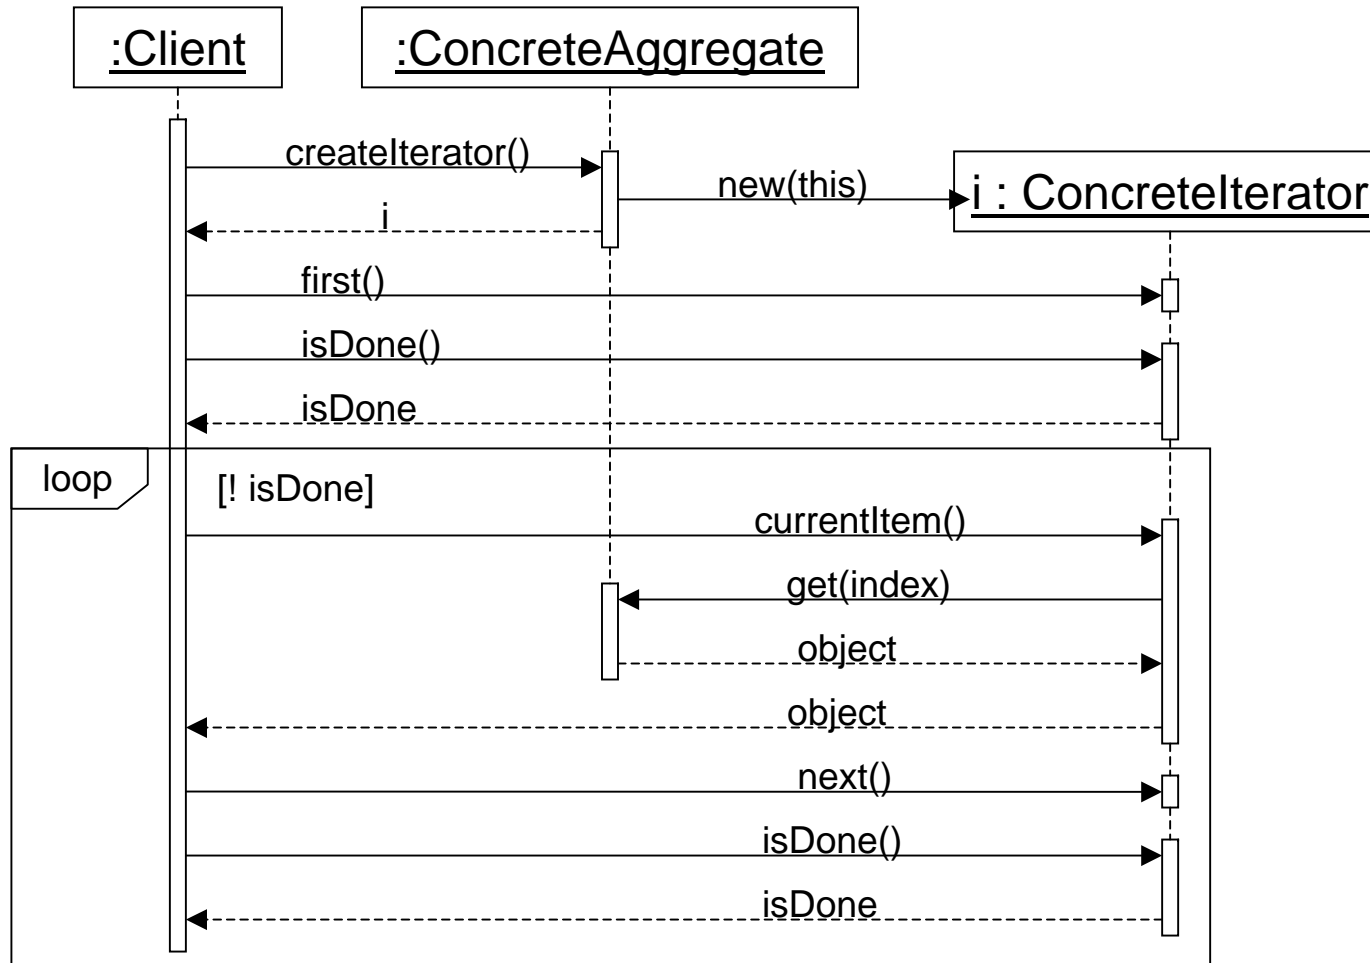 :Client
:ConcreteAggregate
createIterator()
new(this)
i : ConcreteIterator
i
first()
isDone()
isDone
loop
[! isDone]
currentItem()
get(index)
object
object
next()
isDone()
isDone